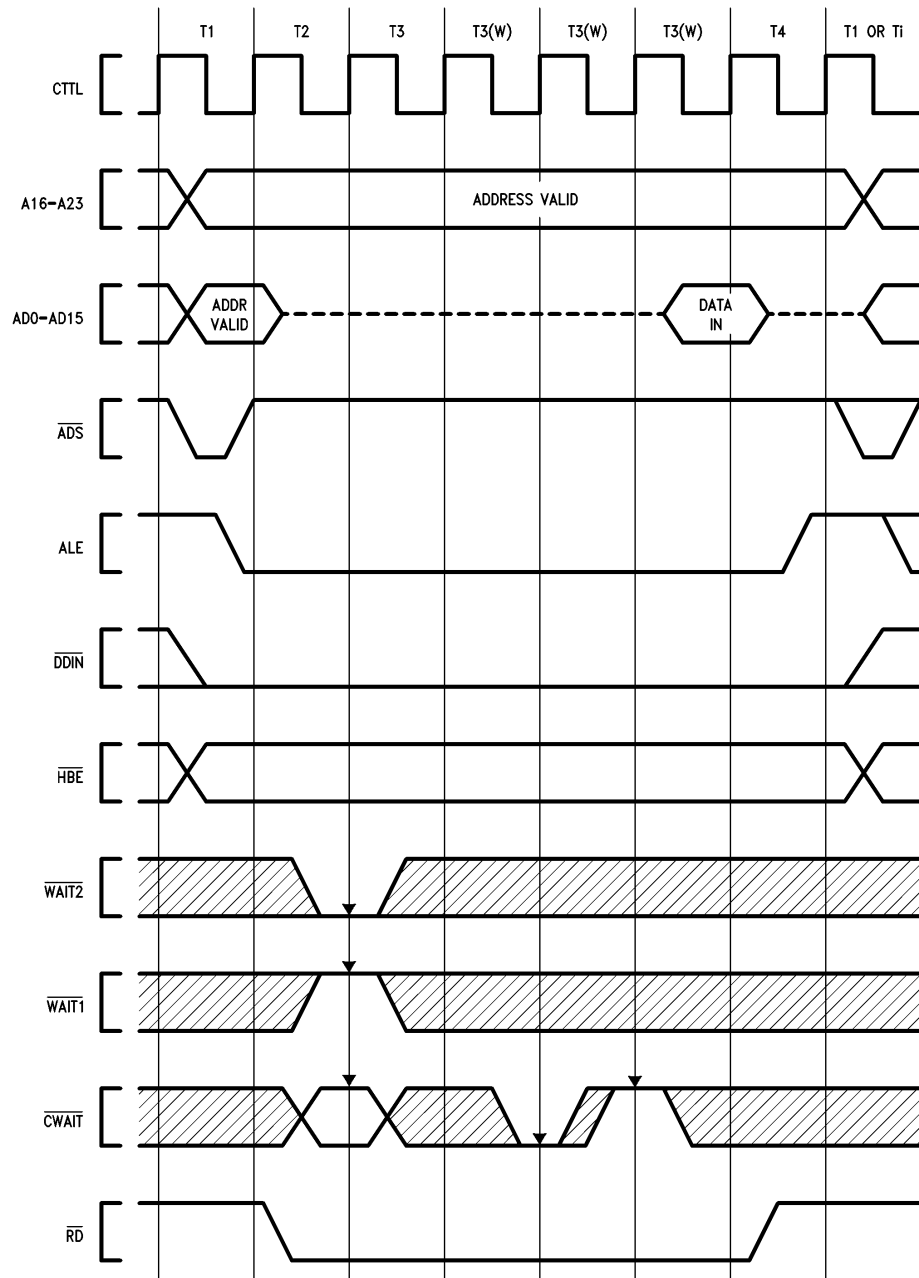 T1 T2 T3 T3(W) T3(W) T3(W) T4 T1 OR Ti
CTTL
A16-A23
ADDRESS VALID
AD0-AD15
ADDR
VALID
DATA
IN
ADS
ALE
DDIN
HBE
WAIT2
WAIT1
CWAIT
RD